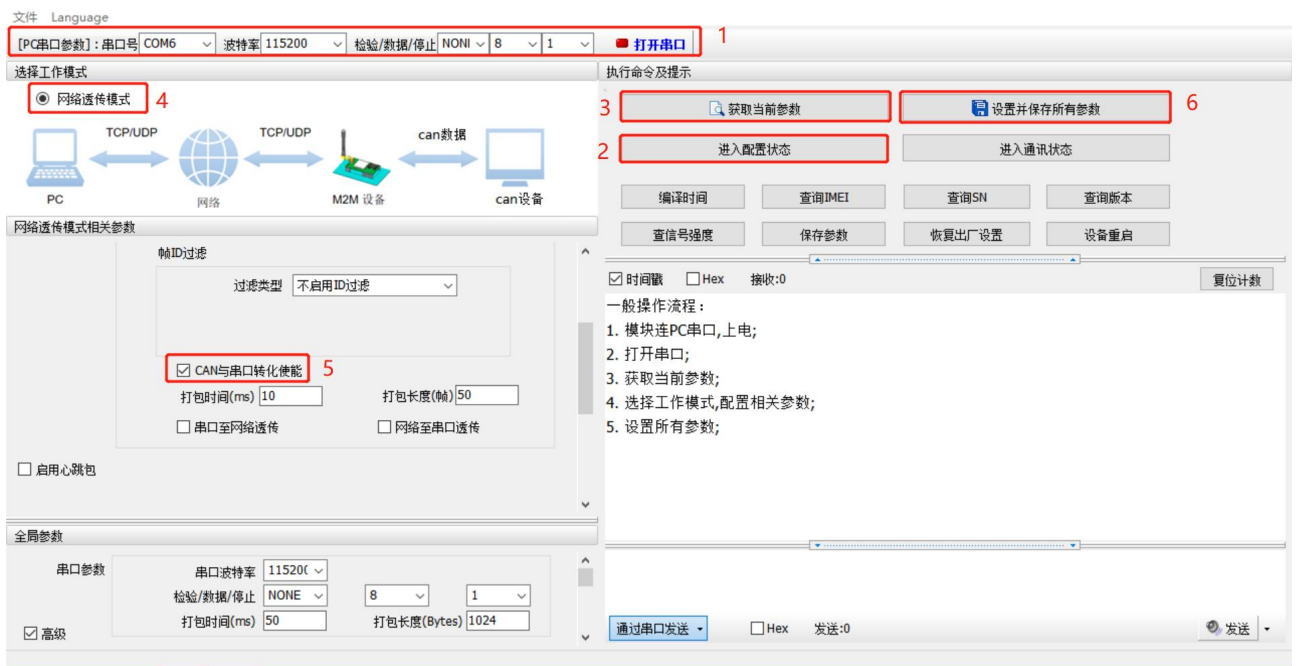 文件 Language
[PC串口参数]：串口号 COM6 波特率 115200 检验/数据/停止 NONI 8 1 打开串口 1
选择工作模式
网络透传模式 4
TCP/UDP TCP/UDP can数据
PC 网络 M2M 设备 can设备
网络透传模式相关参数
帧ID过滤
过滤类型 不启用ID过滤
CAN与串口转化使能 5
打包时间(ms) 10 打包长度(帧) 50
串口至网络透传 网络至串口透传
启用心跳包
全局参数
串口参数 串口波特率 115200
检验/数据/停止 NONE 8 1
打包时间(ms) 50 打包长度(Bytes) 1024
高级
执行命令及提示
3 获取当前参数 设置并保存所有参数 6
2 进入配置状态 进入通讯状态
编译时间 查询IMEI 查询SN 查询版本
查信号强度 保存参数 恢复出厂设置 设备重启
时间戳 Hex 接收:0 复位计数
一般操作流程：
1. 模块连PC串口,上电;
2. 打开串口;
3. 获取当前参数;
4. 选择工作模式,配置相关参数;
5. 设置所有参数;
通过串口发送 Hex 发送:0 发送